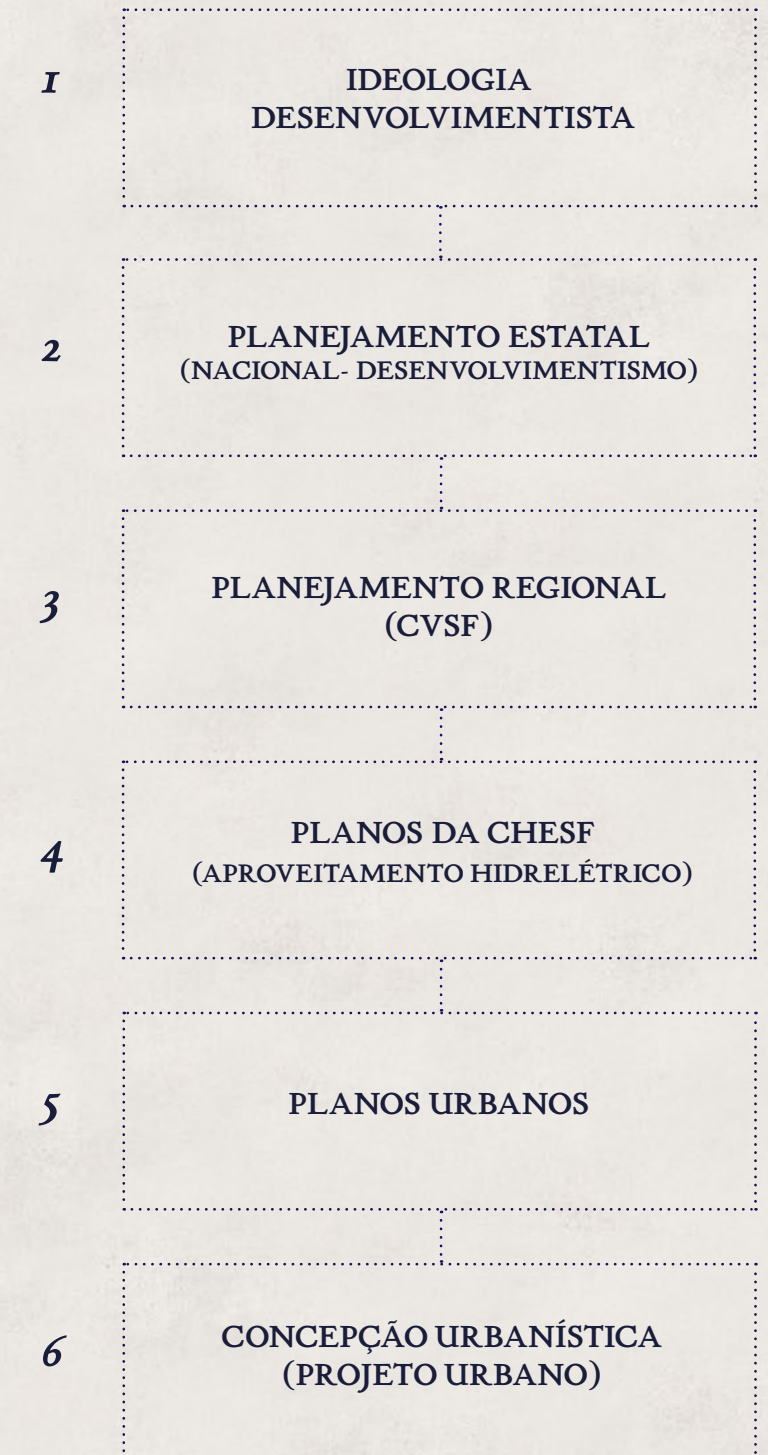 1
IDEOLOGIA
DESENVOLVIMENTISTA
2
PLANEJAMENTO ESTATAL
(NACIONAL- DESENVOLVIMENTISMO)
3
PLANEJAMENTO REGIONAL
(CVSF)
4
PLANOS DA CHESF
(APROVEITAMENTO HIDRELÉTRICO)
5
PLANOS URBANOS
6
CONCEPÇÃO URBANÍSTICA
(PROJETO URBANO)